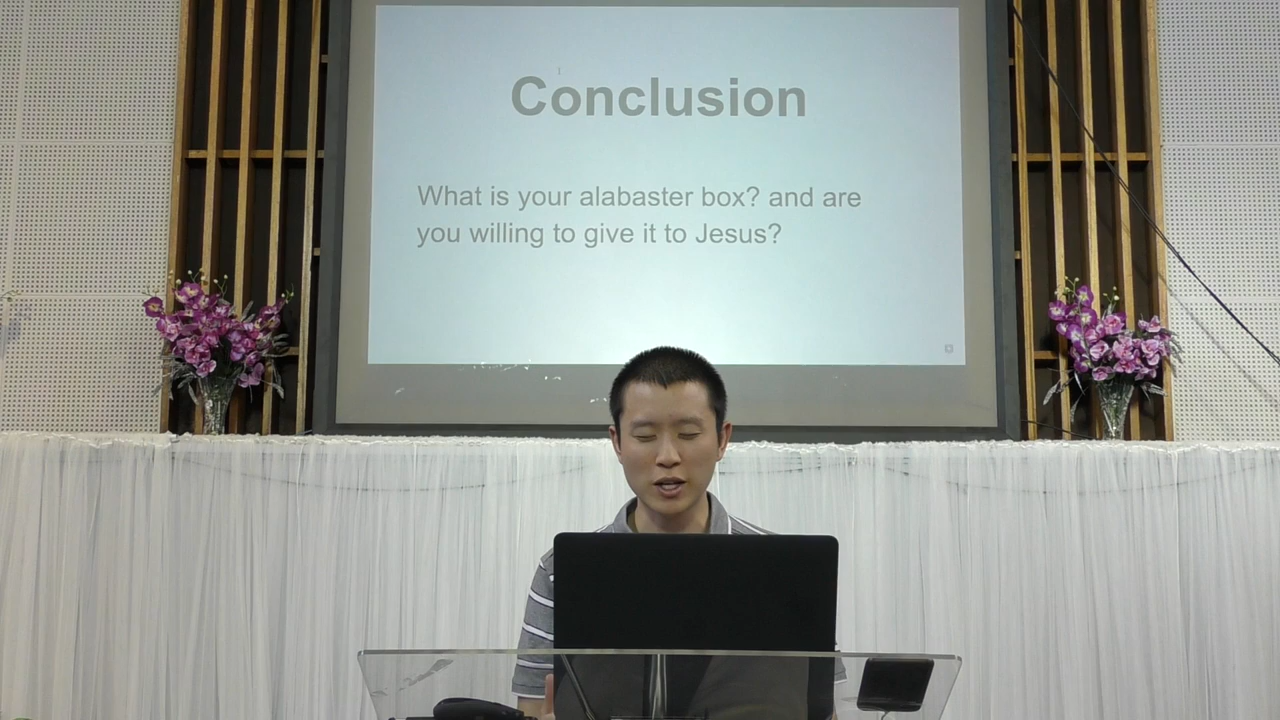 Conclusion
What is your alabaster box? and are
you willing to give it to Jesus?